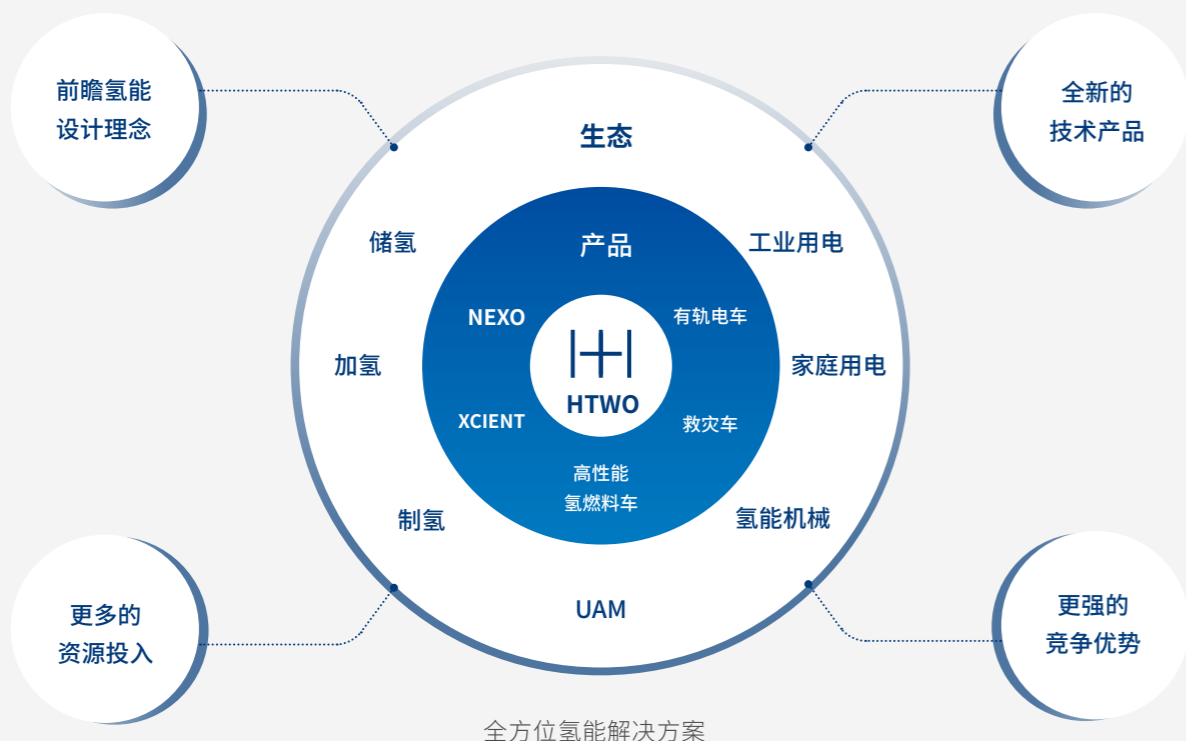 前瞻氢能
设计理念
全新的
技术产品
生态
储氢
工业用电
产品
NEXO
有轨电车
加氢
家庭用电
HTWO
XCIENT
救灾车
高性能
氢燃料车
制氢
氢能机械
UAM
更多的
资源投入
更强的
竞争优势
全方位氢能解决方案